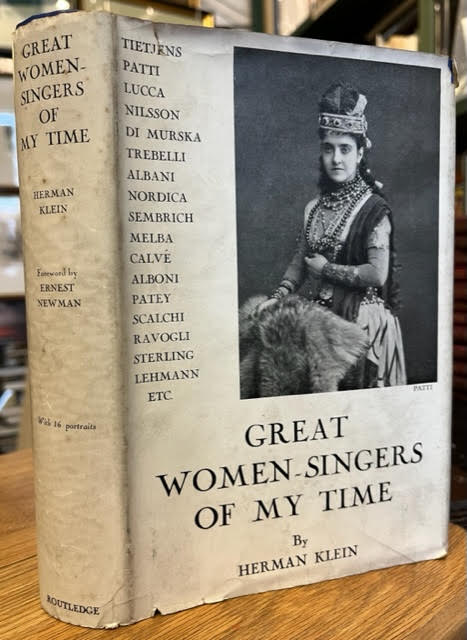 GREAT
WOMEN-
SINGERS
OF
MY TIME
HERMAN
KLEIN
Foreword by
ERNEST
NEWMAN
With 16 portraits
ROUTLEDGE
TIETJENS
PATTI
LUCCA
NILSSON
DI MURSKA
TREBELLI
ALBANI
NORDICA
SEMBRICH
MELBA
CALVÉ
ALBONI
PATEY
SCALCHI
RAVOGLI
STERLING
LEHMANN
ETC.
PATTI
GREAT
WOMEN-SINGERS
OF MY TIME
By
HERMAN KLEIN